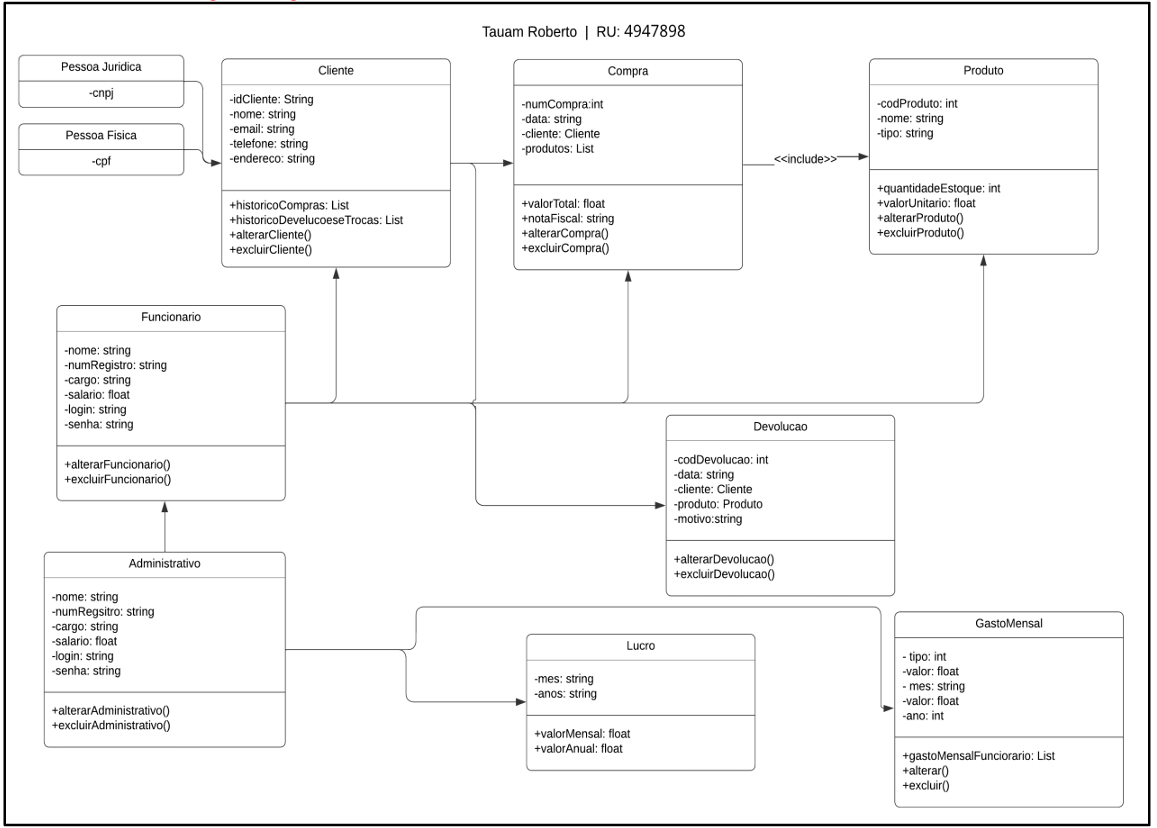 Tauam Roberto | RU: 4947898
Pessoa Juridica
-cnpj
Pessoa Fisica
-cpf
Cliente
-idCliente: String
-nome: string
-email: string
-telefone: string
-endereco: string
+historicoCompras: List
+historicoDevelucoeseTrocas: List
+alterarCliente()
+excluirCliente()
Compra
-numCompra:int
-data: string
-cliente: Cliente
-produtos: List
+valorTotal: float
+notaFiscal: string
+alterarCompra()
+excluirCompra()
<<include>>
Produto
-codProduto: int
-nome: string
-tipo: string
+quantidadeEstoque: int
+valorUnitario: float
+alterarProduto()
+excluirProduto()
Funcionario
-nome: string
-numRegistro: string
-cargo: string
-salario: float
-login: string
-senha: string
+alterarFuncionario()
+excluirFuncionario()
Devolucao
-codDevolucao: int
-data: string
-cliente: Cliente
-produto: Produto
-motivo:string
+alterarDevolucao()
+excluirDevolucao()
Administrativo
-nome: string
-numRegsitro: string
-cargo: string
-salario: float
-login: string
-senha: string
+alterarAdministrativo()
+excluirAdministrativo()
Lucro
-mes: string
-anos: string
+valorMensal: float
+valorAnual: float
GastoMensal
- tipo: int
-valor: float
- mes: string
-valor: float
-ano: int
+gastoMensalFunciorario: List
+alterar()
+excluir()